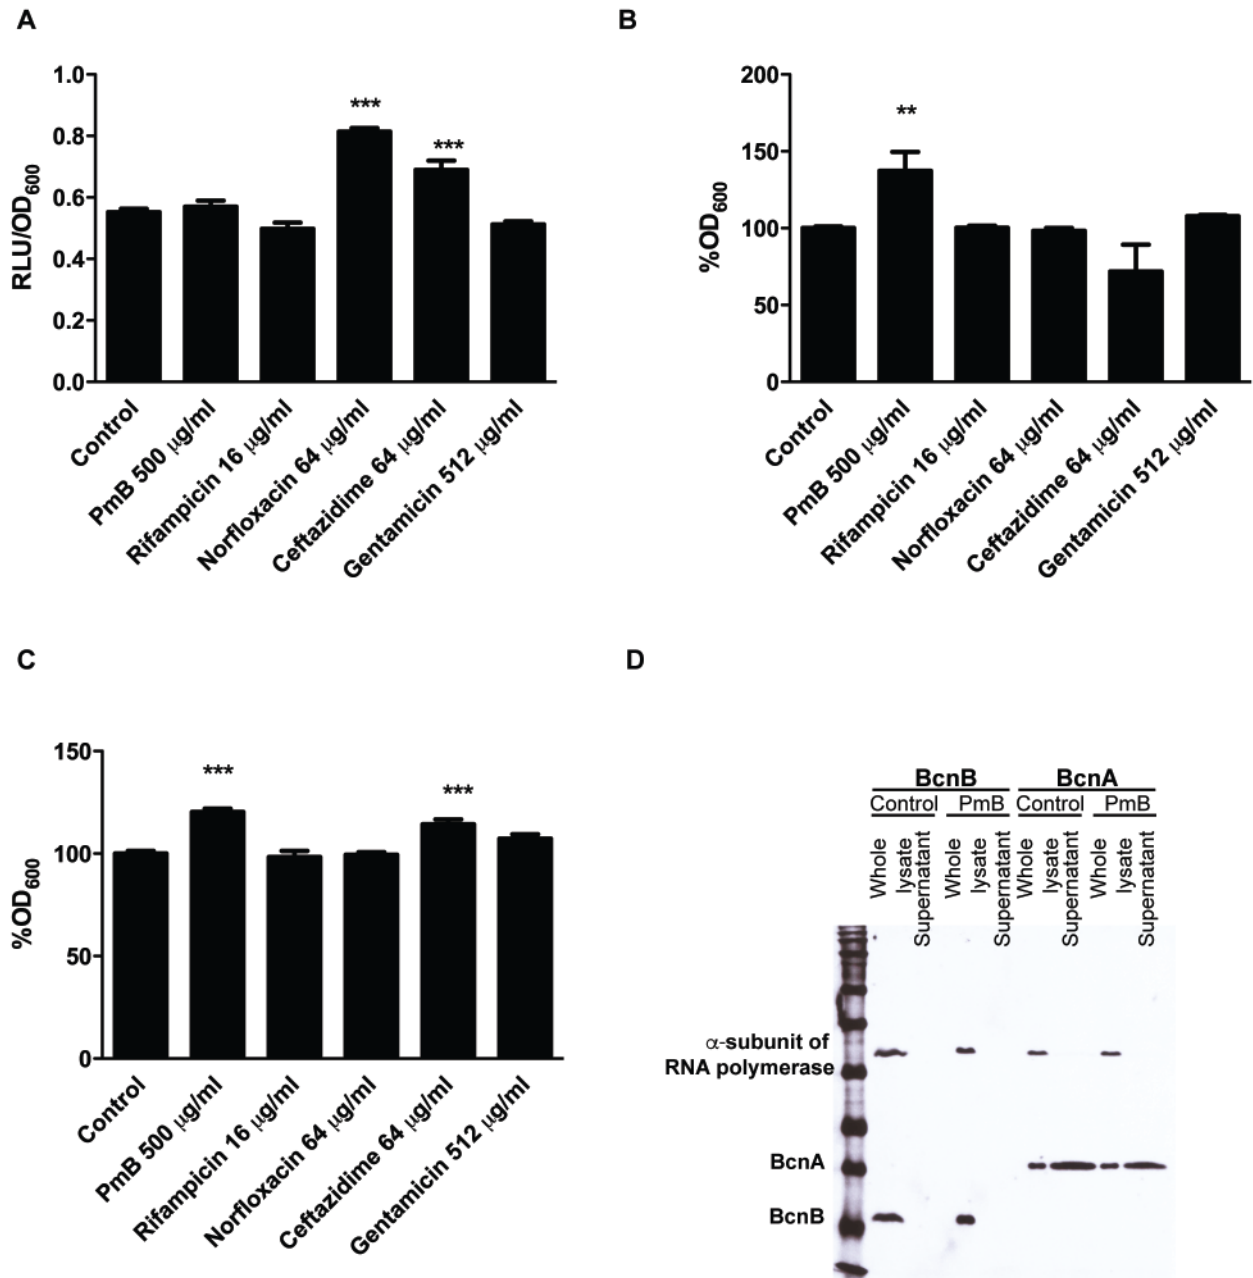 A
1.0
0.8
0.6
0.4
0.2
0.0
RLU/OD600
***
***
Control
PmB 500 μg/ml
Rifampicin 16 μg/ml
Norfloxacin 64 μg/ml
Ceftazidime 64 μg/ml
Gentamicin 512 μg/ml
B
200
150
100
50
0
%OD600
**
Control
PmB 500 μg/ml
Rifampicin 16 μg/ml
Norfloxacin 64 μg/ml
Ceftazidime 64 μg/ml
Gentamicin 512 μg/ml
C
150
100
50
0
%OD600
***
***
Control
PmB 500 μg/ml
Rifampicin 16 μg/ml
Norfloxacin 64 μg/ml
Ceftazidime 64 μg/ml
Gentamicin 512 μg/ml
D
BcnB BcnA
Control PmB Control PmB
Whole
lysate
Supernatant
Whole
lysate
Supernatant
Whole
lysate
Supernatant
Whole
lysate
Supernatant
α-subunit of
RNA polymerase
BcnA
BcnB